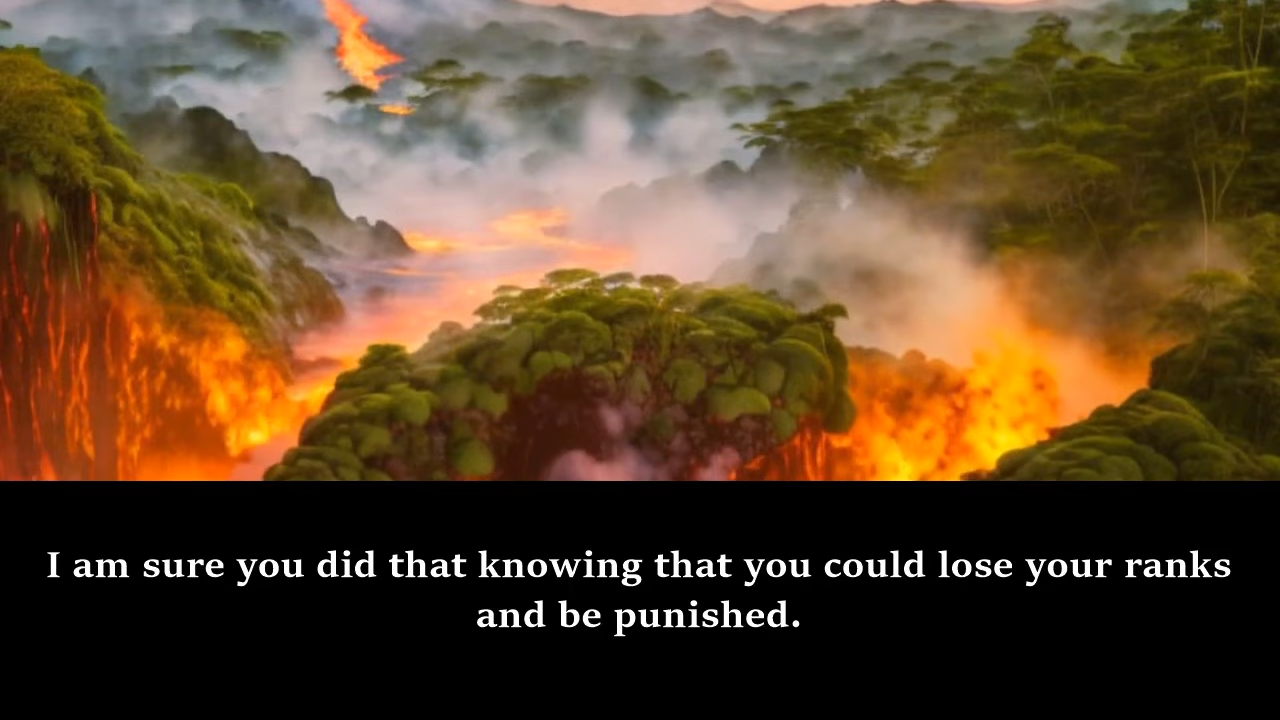 I am sure you did that knowing that you could lose your ranks
and be punished.